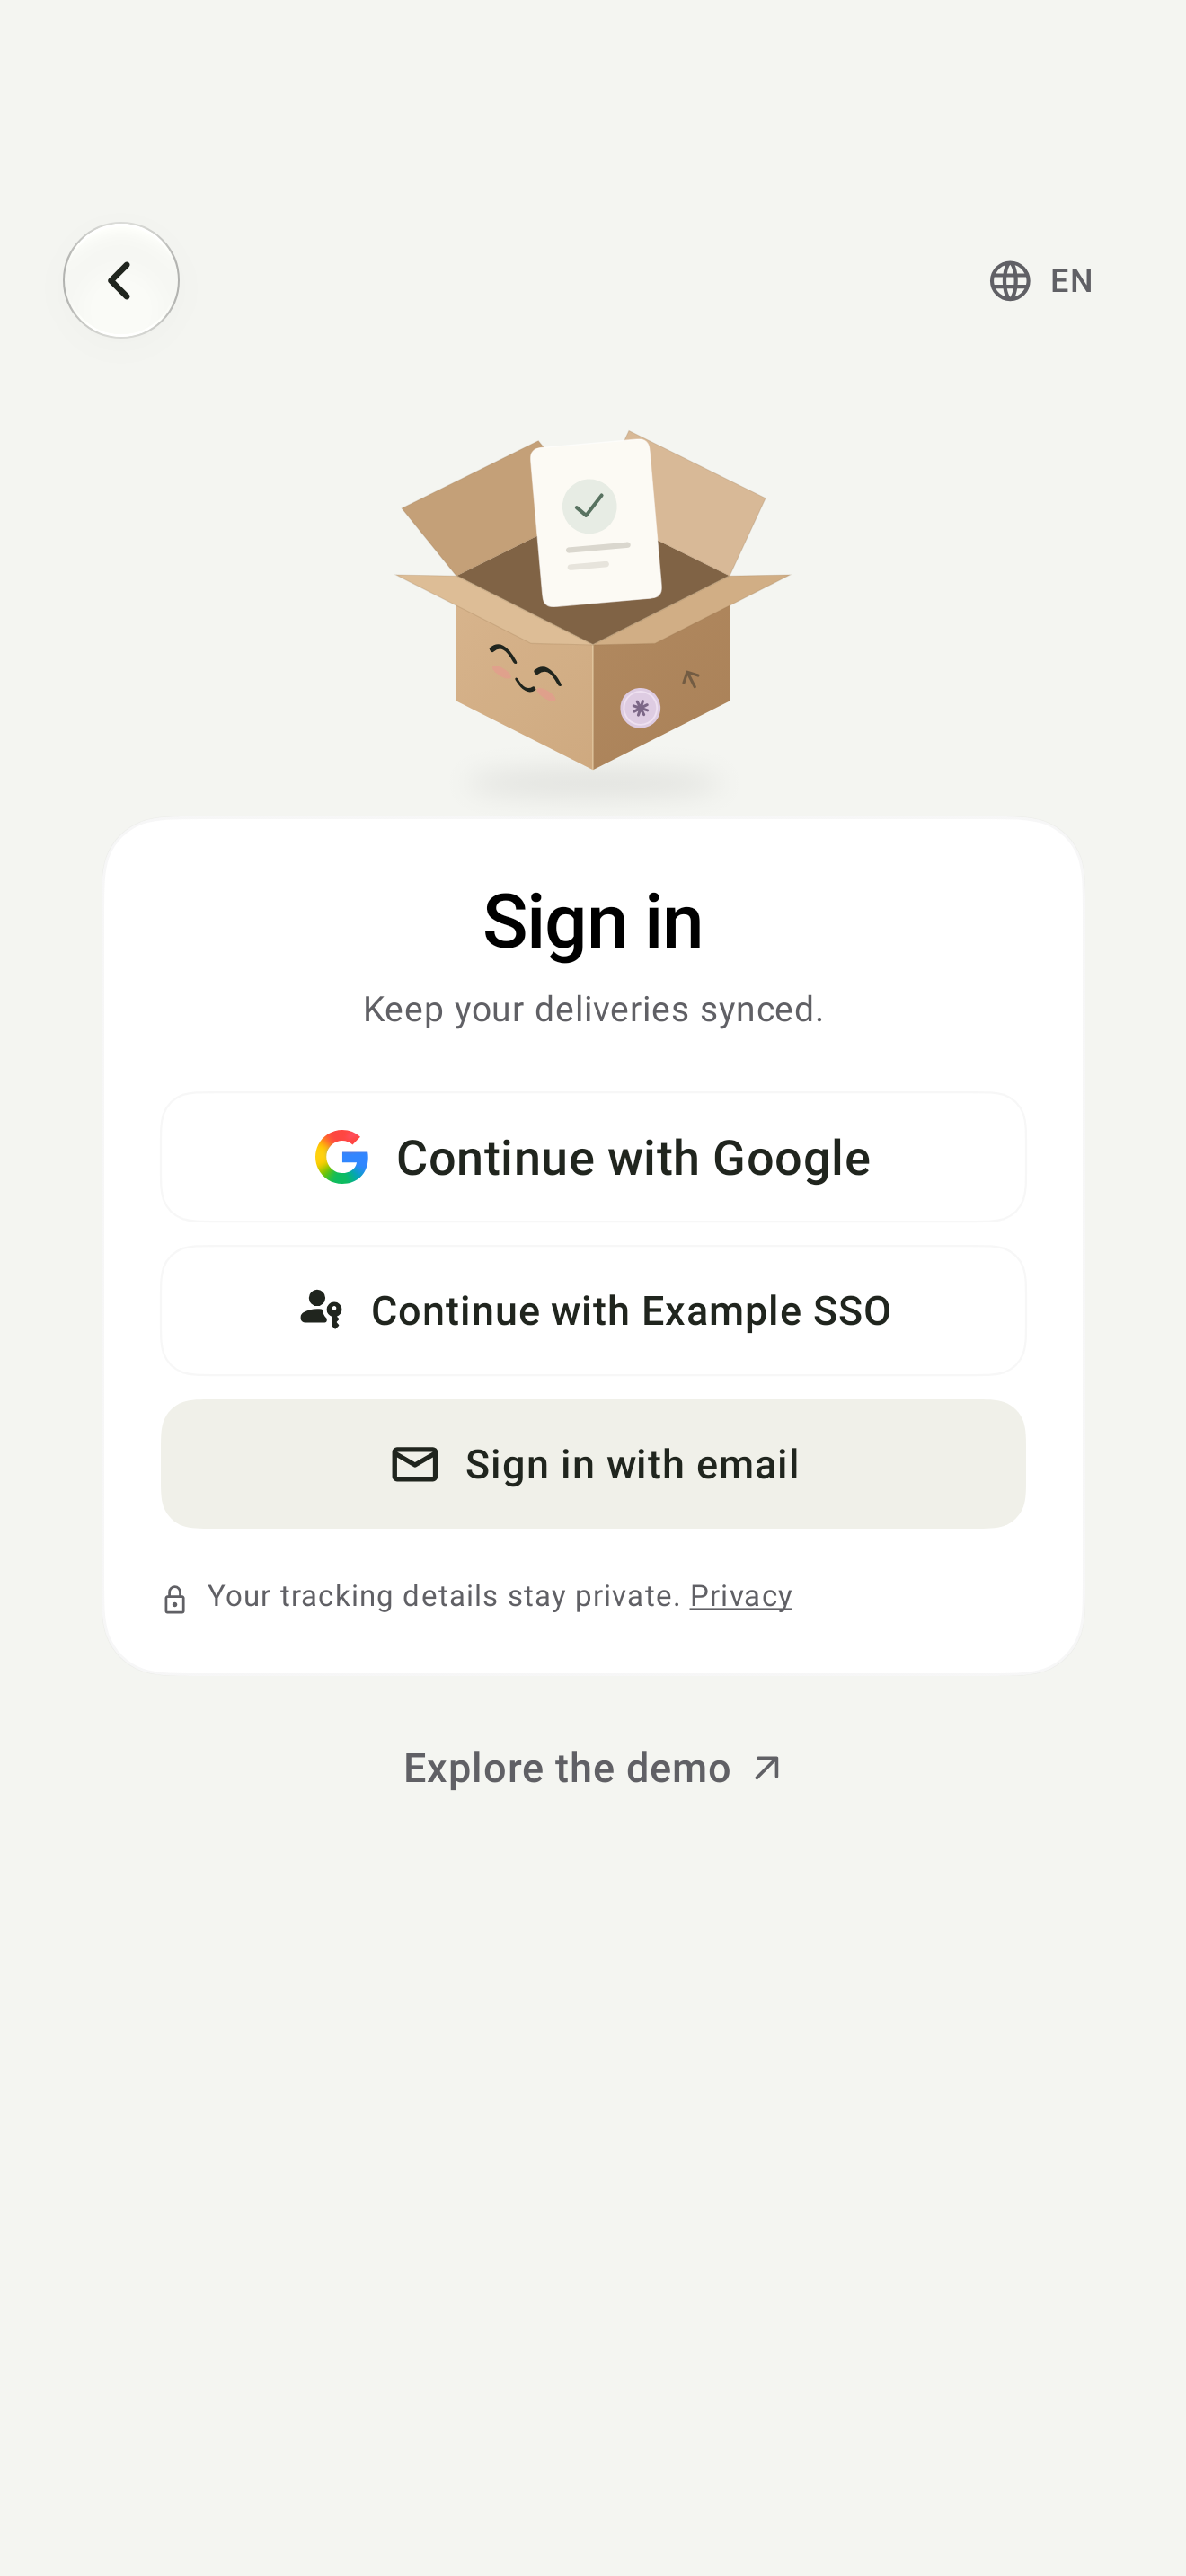 EN
Sign in
Keep your deliveries synced.
Continue with Google
Continue with Example SSO
Sign in with email
Your tracking details stay private. Privacy
Explore the demo